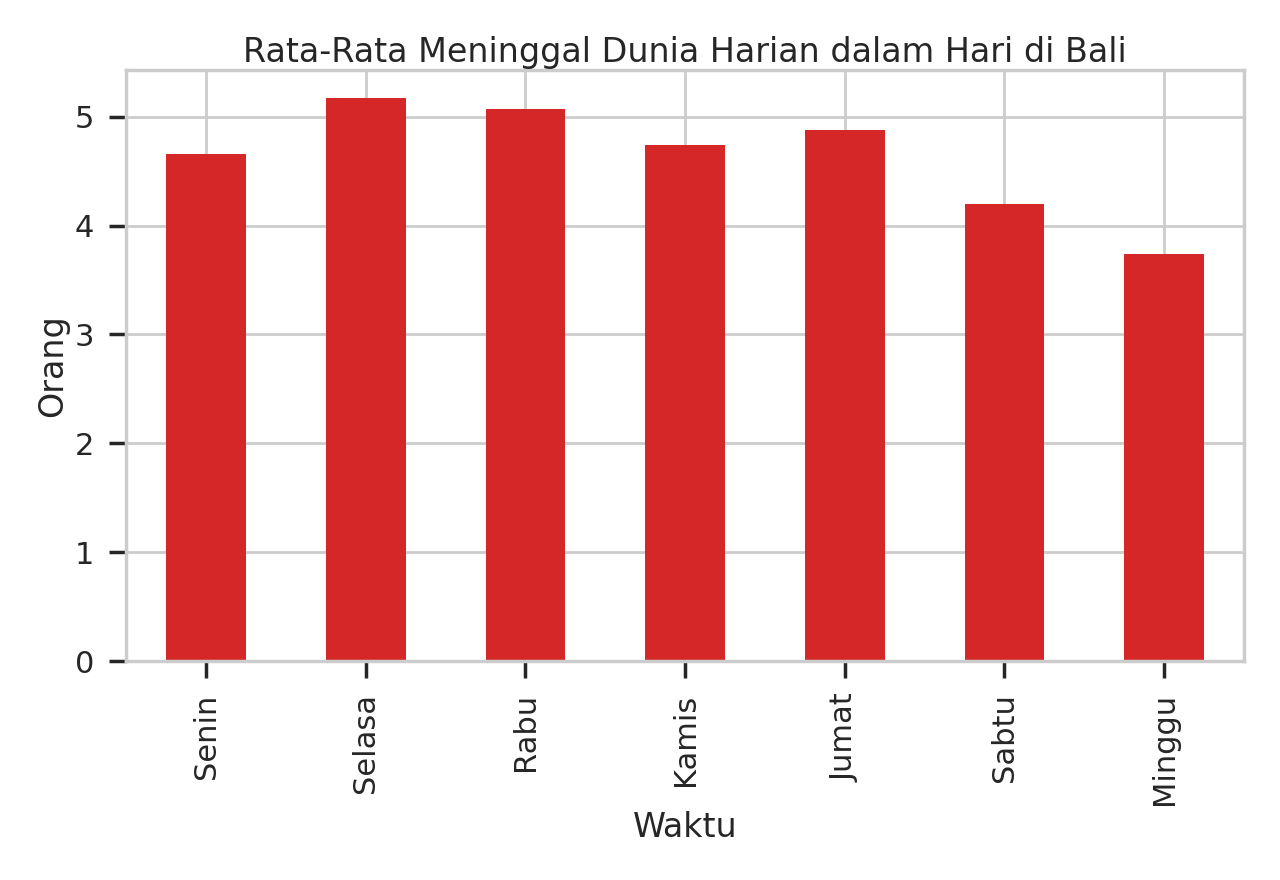 Rata-Rata Meninggal Dunia Harian dalam Hari di Bali
5
4
3
2
1
0
Orang
Senin
Selasa
Rabu
Kamis
Jumat
Sabtu
Minggu
Waktu